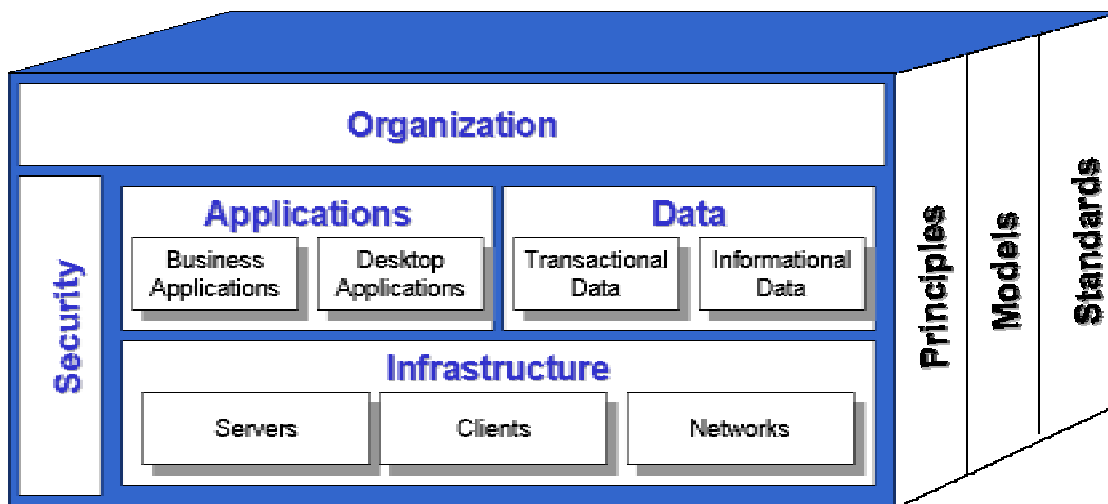 Organization
Security
Applications
Business
Applications
Desktop
Applications
Data
Transactional
Data
Informational
Data
Infrastructure
Servers
Clients
Networks
Principles
Models
Standards